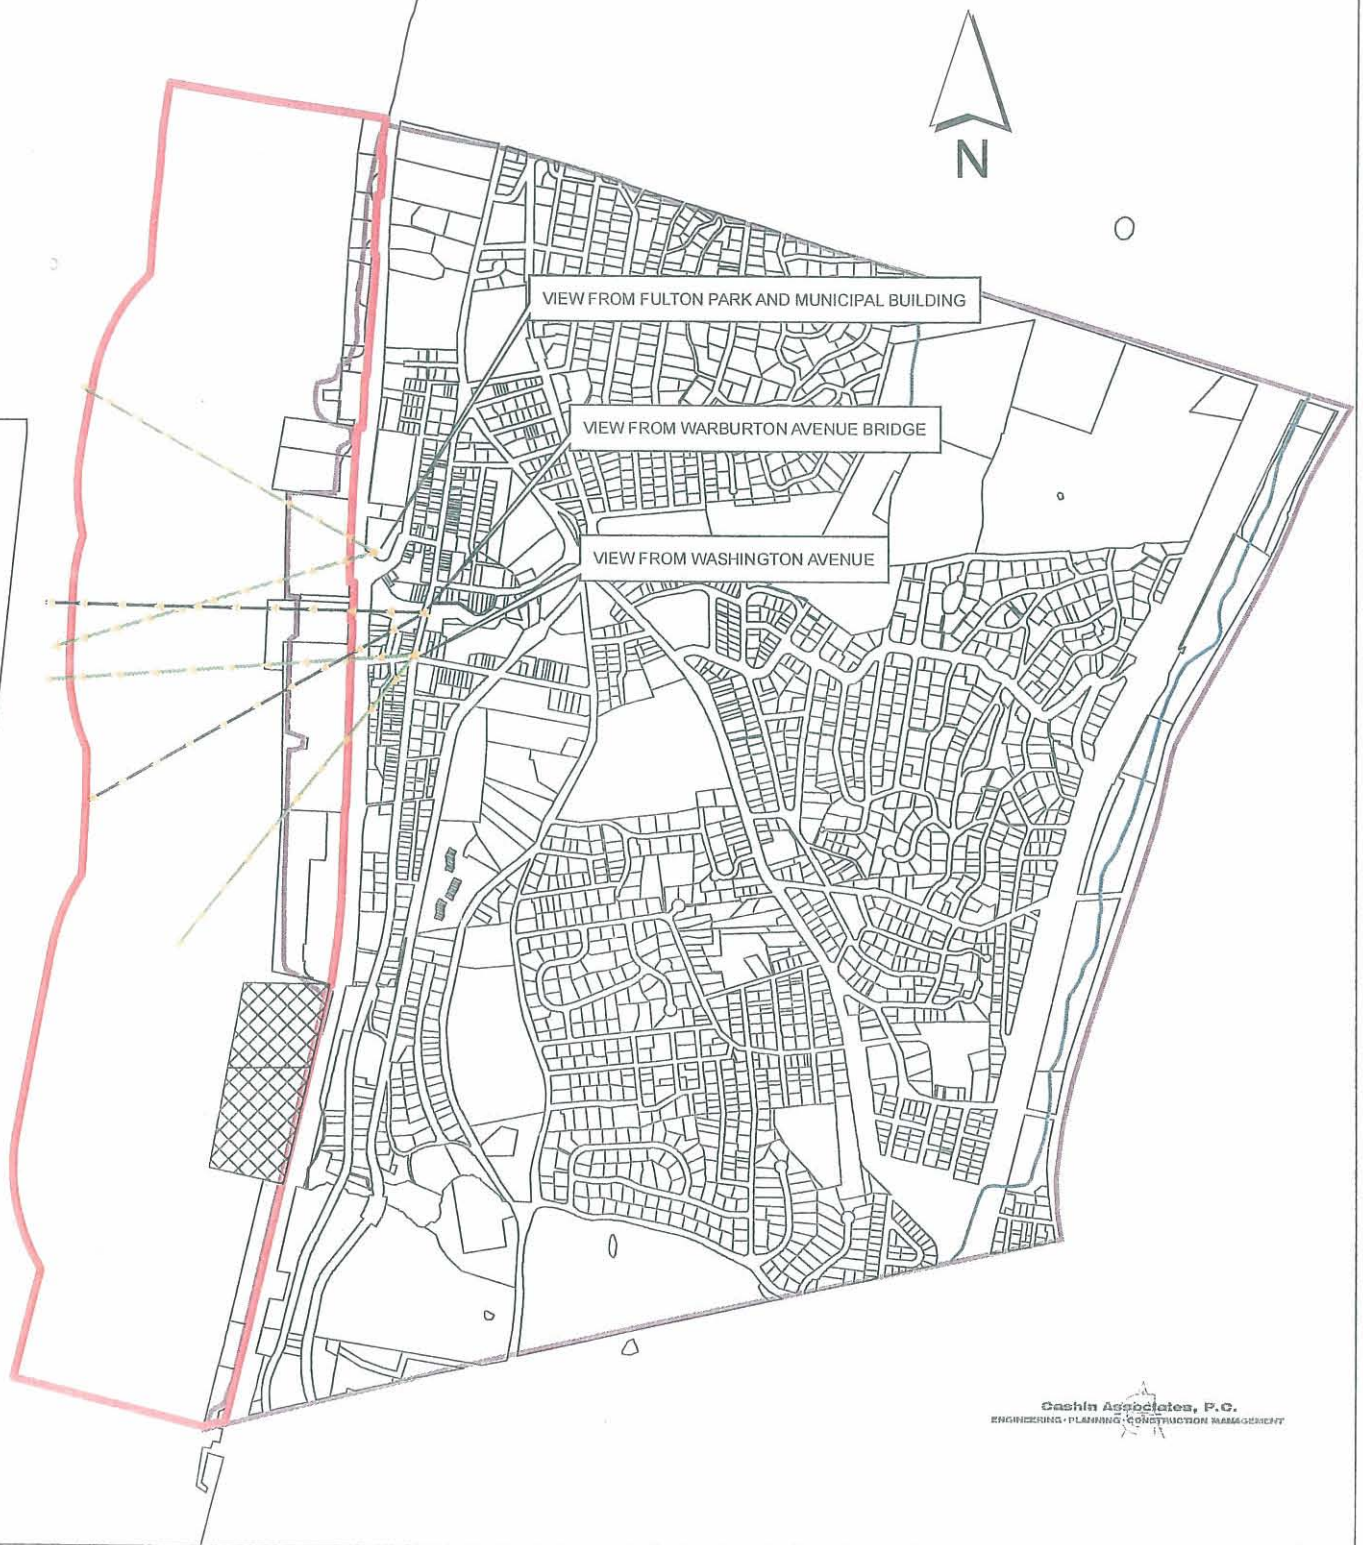 N
VIEW FROM FULTON PARK AND MUNICIPAL BUILDING
VIEW FROM WARBURTON AVENUE BRIDGE
VIEW FROM WASHINGTON AVENUE
Cashin Associates, P.C.
ENGINEERING · PLANNING · CONSTRUCTION MANAGEMENT